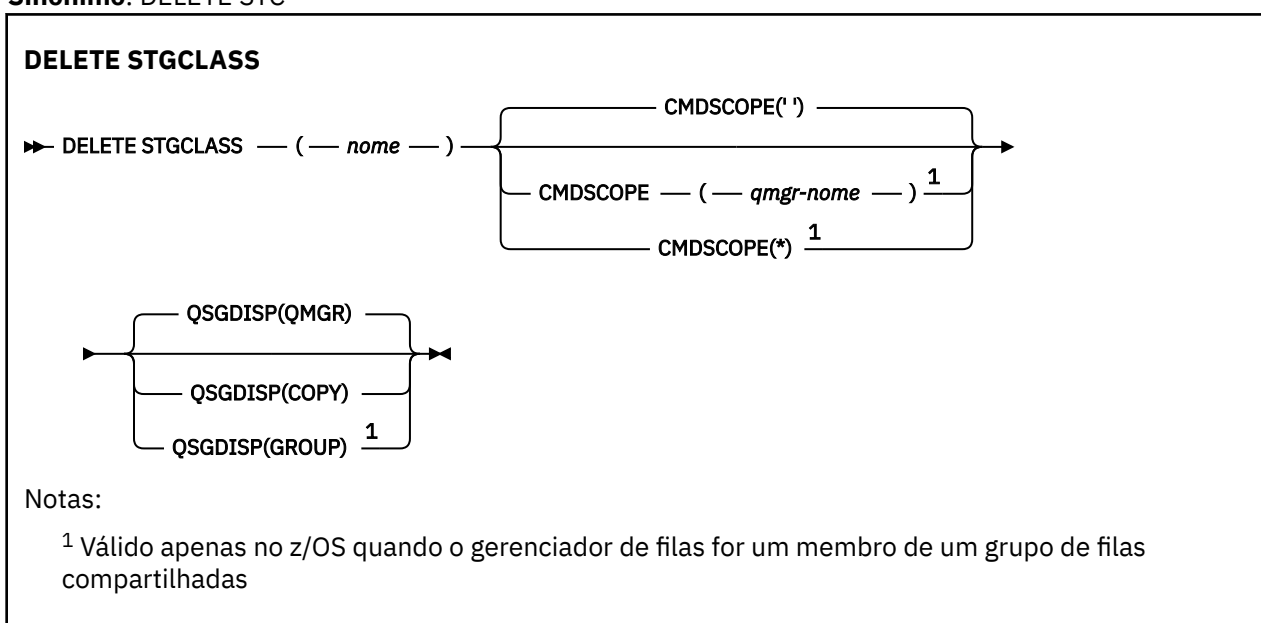 Sinônimo: DELETE STC
DELETE STGCLASS
CMDSCOPE(' ')
DELETE STGCLASS ( nome )
CMDSCOPE ( qmgr-nome ) 1
CMDSCOPE(*) 1
QSGDISP(QMGR)
QSGDISP(COPY)
QSGDISP(GROUP) 1
Notas:
1 Válido apenas no z/OS quando o gerenciador de filas for um membro de um grupo de filas
compartilhadas